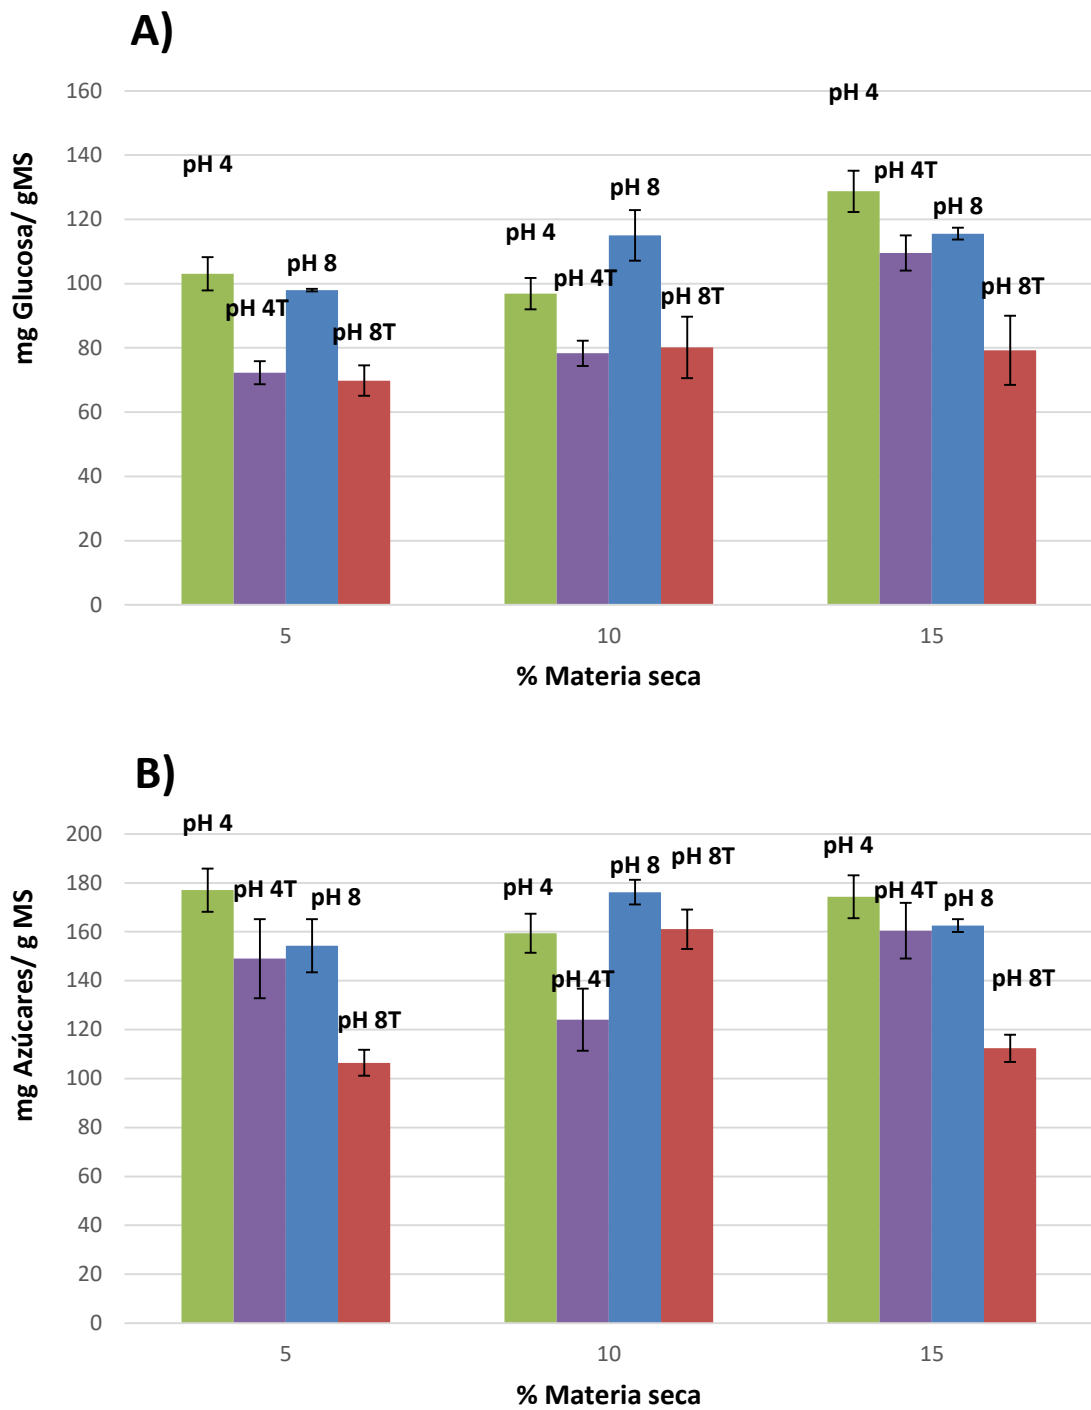 A)
160
140
120
100
80
60
40
20
0
mg Glucosa/ gMS
pH 4
pH 4T
pH 8
pH 8T
pH 4
pH 4T
pH 8
pH 8T
pH 4
pH 4T
pH 8
pH 8T
5
10
15
% Materia seca
B)
200
180
160
140
120
100
80
60
40
20
0
mg Azúcares/ g MS
pH 4
pH 4T
pH 8
pH 8T
pH 4
pH 4T
pH 8
pH 8T
pH 4
pH 4T
pH 8
pH 8T
5
10
15
% Materia seca